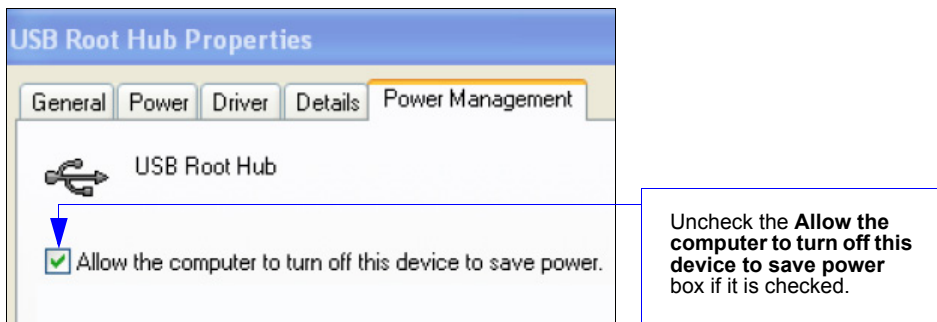 USB Root Hub Properties
General Power Driver Details Power Management
USB Root Hub
Allow the computer to turn off this device to save power.
Uncheck the Allow the
computer to turn off this
device to save power
box if it is checked.